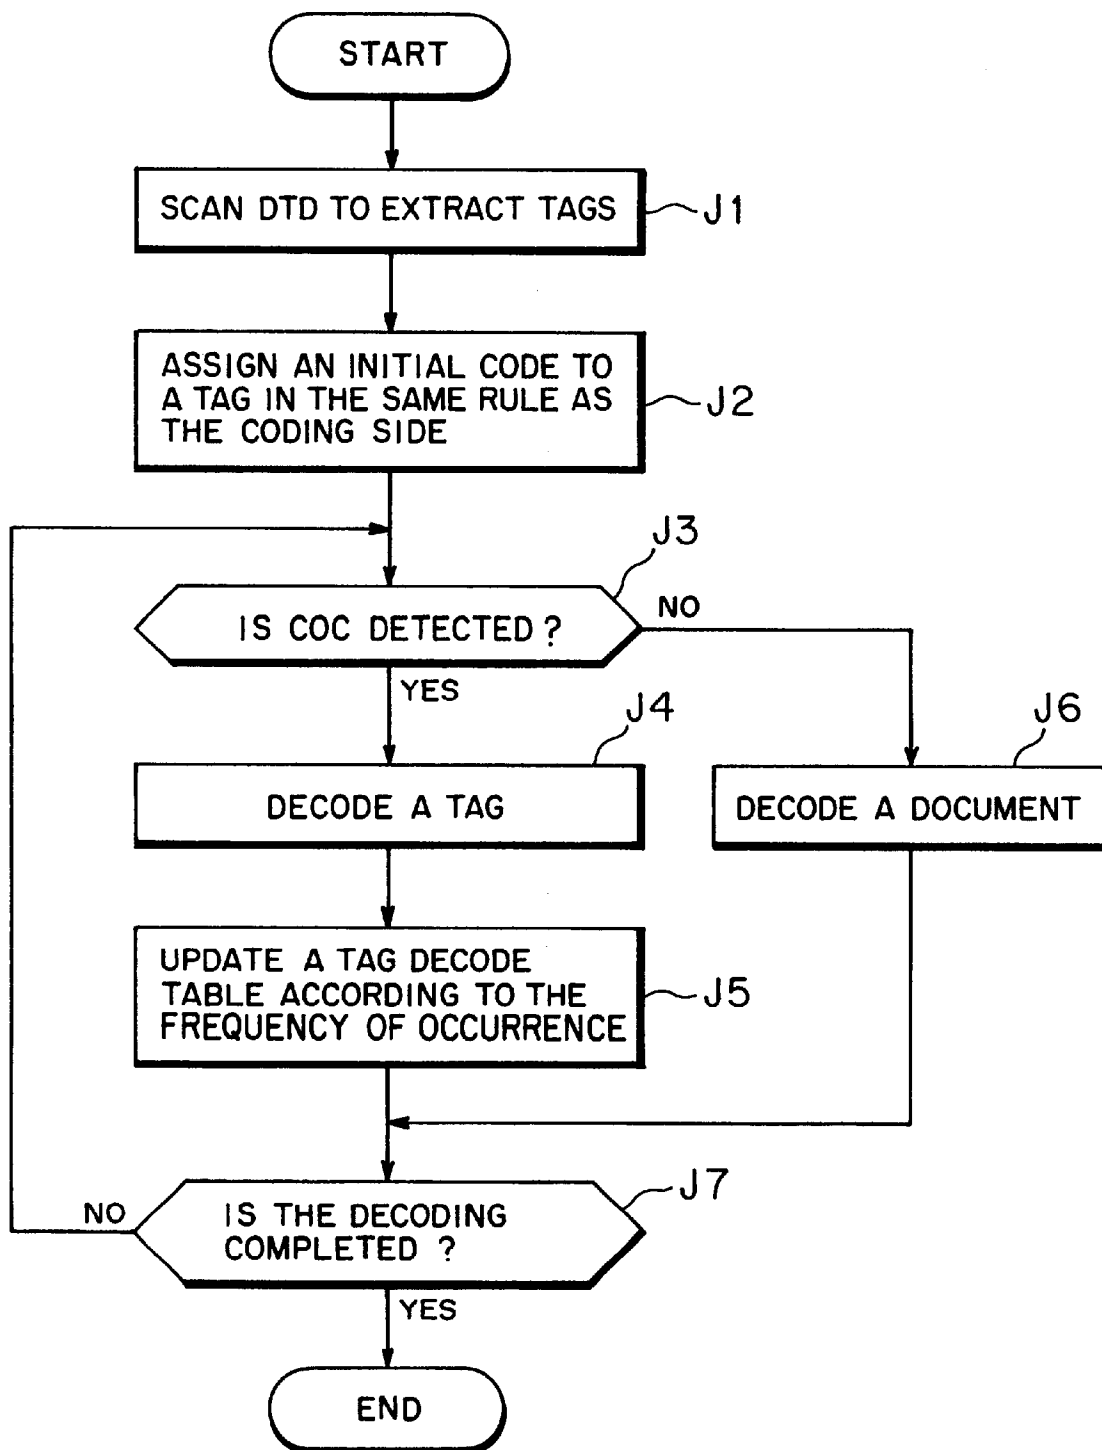 START
SCAN DTD TO EXTRACT TAGS
J1
ASSIGN AN INITIAL CODE TO
A TAG IN THE SAME RULE AS
THE CODING SIDE
J2
J3
IS COC DETECTED ?
NO
YES
J4
J6
DECODE A TAG
DECODE A DOCUMENT
UPDATE A TAG DECODE
TABLE ACCORDING TO THE
FREQUENCY OF OCCURRENCE
J5
J7
NO
IS THE DECODING
COMPLETED ?
YES
END